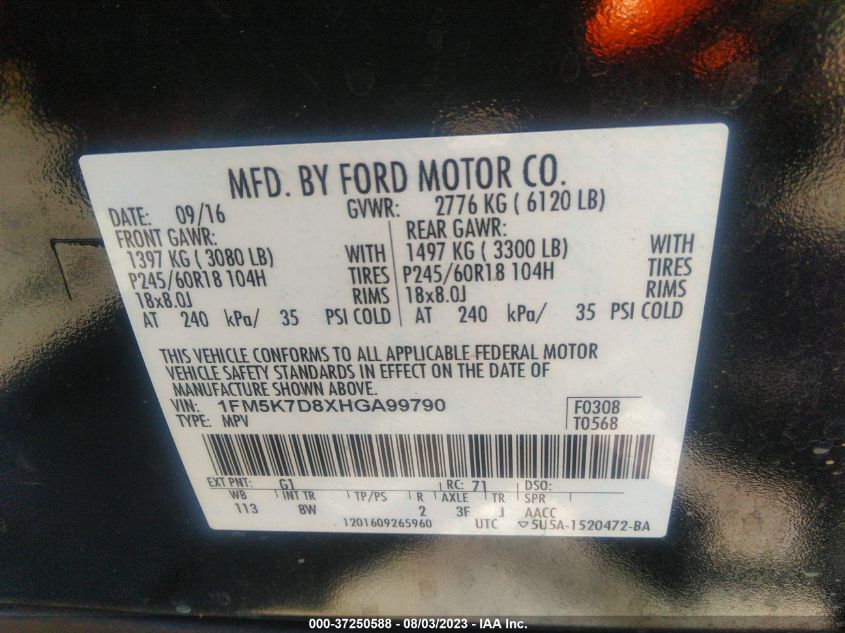 MFD. BY FORD MOTOR CO.
DATE: 09/16 GVWR: 2776 KG ( 6120 LB)
FRONT GAWR: REAR GAWR:
1397 KG ( 3080 LB) WITH 1497 KG ( 3300 LB) WITH
P245/60R18 104H TIRES P245/60R18 104H TIRES
18x8.0J RIMS 18x8.0J RIMS
AT 240 kPa/ 35 PSI COLD AT 240 kPa/ 35 PSI COLD
THIS VEHICLE CONFORMS TO ALL APPLICABLE FEDERAL MOTOR
VEHICLE SAFETY STANDARDS IN EFFECT ON THE DATE OF
MANUFACTURE SHOWN ABOVE.
VIN: 1FM5K7D8XHGA99790 F0308
TYPE: MPV T0568
EXT PNT: G1 RC: 71 DSO:
WB INT TR TP/PS R AXLE TR SPR
113 8W 2 3F J AACC
1201609265960 UTC ▽5U5A-1520472-BA
000-37250588 - 08/03/2023 - IAA Inc.